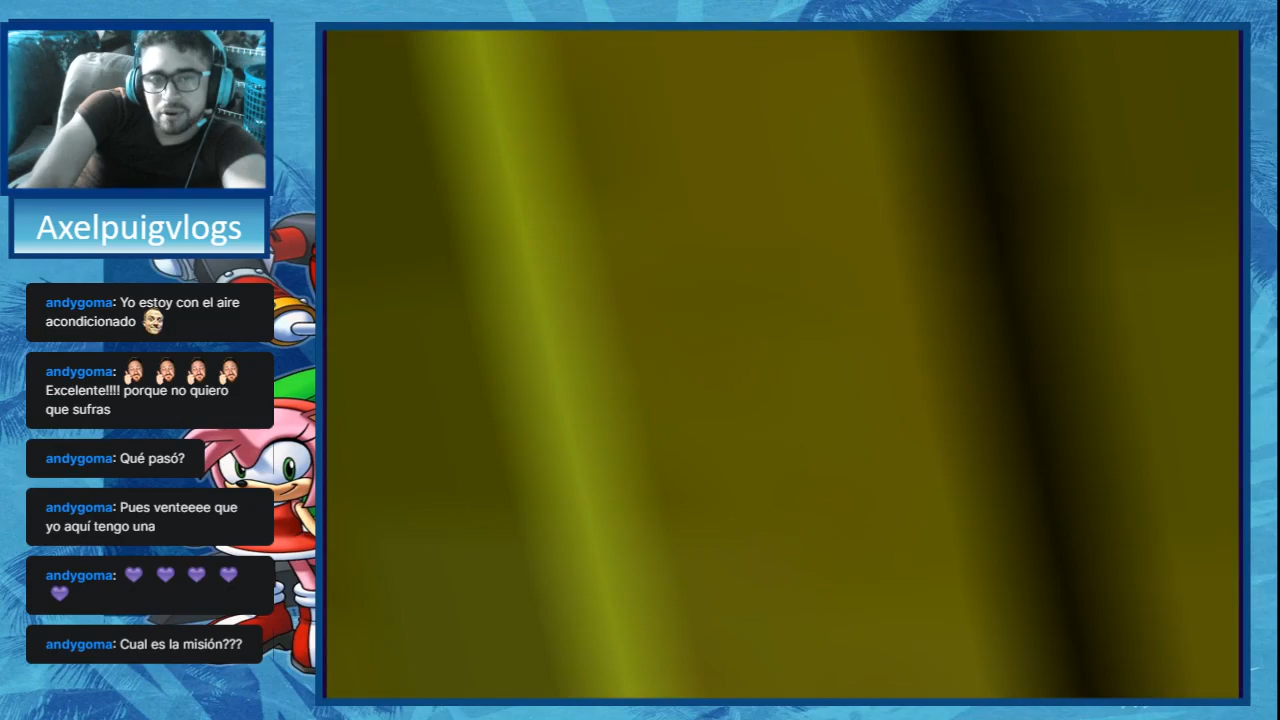 Axelpuigvlogs
andygoma: Yo estoy con el aire
acondicionado
andygoma:
Excelente!!!! porque no quiero
que sufras
andygoma: Qué pasó?
andygoma: Pues venteeee que
yo aquí tengo una
andygoma:
andygoma: Cual es la misión???